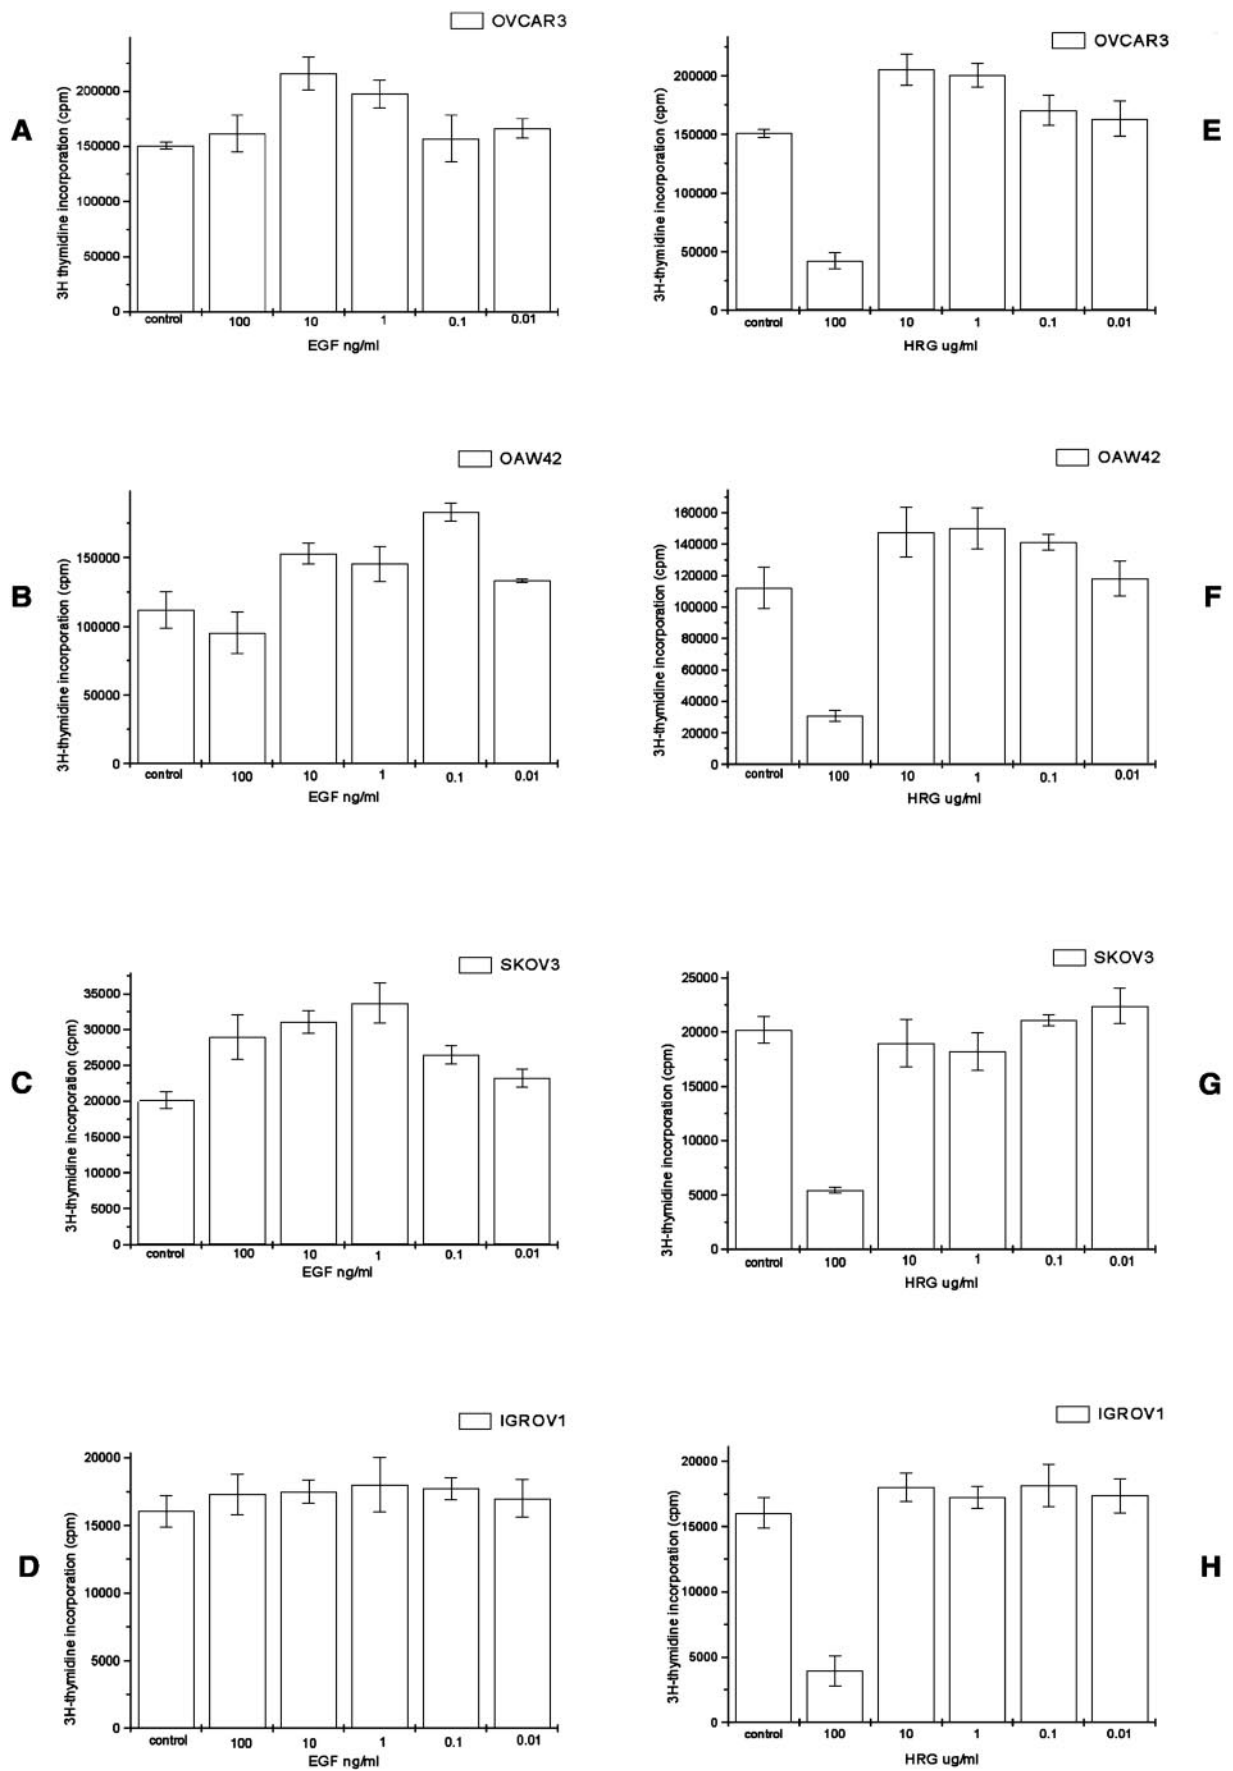 OVCAR3
A
3H thymidine incorporation (cpm)
200000
150000
100000
50000
0
control 100 10 1 0.1 0.01
EGF ng/ml
OVCAR3
E
3H-thymidine incorporation (cpm)
200000
150000
100000
50000
0
control 100 10 1 0.1 0.01
HRG ug/ml
OAW42
B
3H-thymidine incorporation (cpm)
150000
100000
50000
0
control 100 10 1 0.1 0.01
EGF ng/ml
OAW42
F
3H-thymidine incorporation (cpm)
160000
140000
120000
100000
80000
60000
40000
20000
0
control 100 10 1 0.1 0.01
HRG ug/ml
SKOV3
C
3H-thymidine incorporation (cpm)
35000
30000
25000
20000
15000
10000
5000
0
control 100 10 1 0.1 0.01
EGF ng/ml
SKOV3
G
3H-thymidine incorporation (cpm)
25000
20000
15000
10000
5000
0
control 100 10 1 0.1 0.01
HRG ug/ml
IGROV1
D
3H-thymidine incorporation (cpm)
20000
15000
10000
5000
0
control 100 10 1 0.1 0.01
EGF ng/ml
IGROV1
H
3H-thymidine incorporation (cpm)
20000
15000
10000
5000
0
control 100 10 1 0.1 0.01
HRG ug/ml